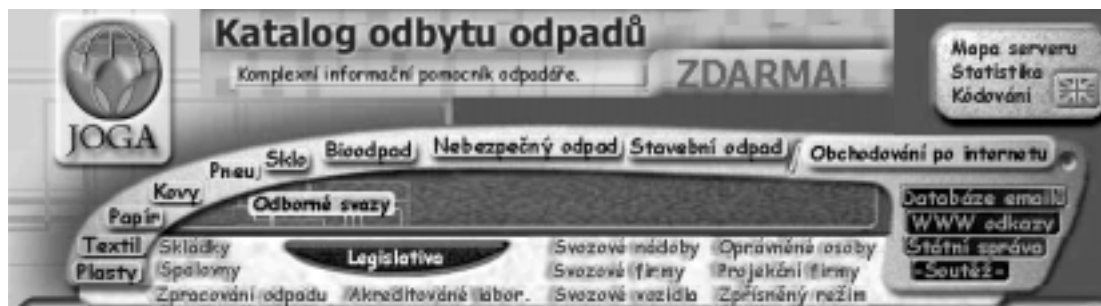 Katalog odbytu odpadů
Komplexní informační pomocník odpadáře.
ZDARMA!
Mapa serveru
Statistika
Kódování
JOGA
Plasty
Textil
Papír
Kovy
Pneu
Sklo
Bioodpad
Nebezpečný odpad
Stavební odpad
Obchodování po internetu
Odborné svazy
Databáze emailů
WWW odkazy
Státní správa
-Soutěž-
Skládky
Legislativa
Svozové nádoby Oprávněné osoby
Spalovny
Svozové firmy Projekční firmy
Zpracování odpadu Akreditované labor. Svozové vozidla Zpřísněný režim